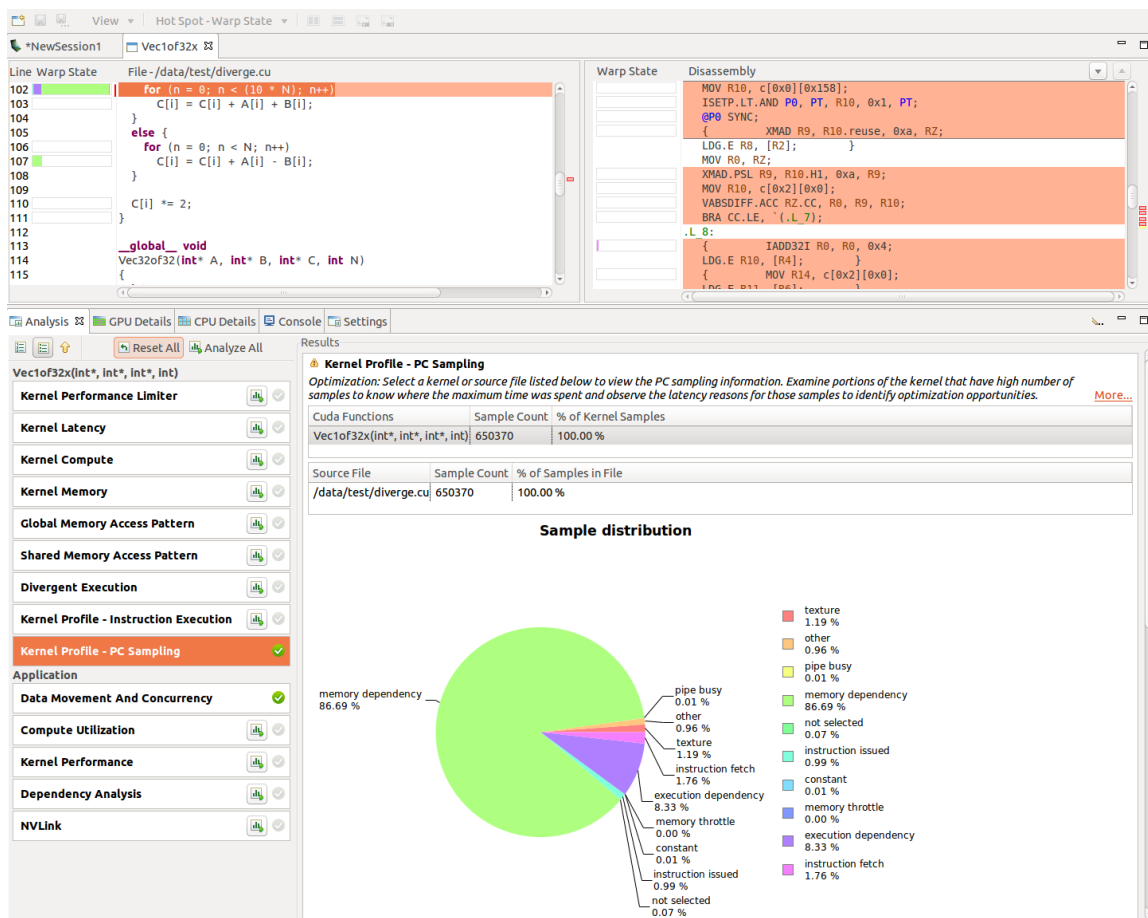 View Hot Spot - Warp State
*NewSession1 Vec1of32x
Line Warp State File - /data/test/diverge.cu
102 for (n = 0; n < (10 * N); n++)
103 C[i] = C[i] + A[i] + B[i];
104 }
105 else {
106 for (n = 0; n < N; n++)
107 C[i] = C[i] + A[i] - B[i];
108 }
109
110 C[i] *= 2;
111 }
112
113 __global__ void
114 Vec32of32(int* A, int* B, int* C, int N)
115 {
Warp State Disassembly
MOV R10, c[0x0][0x158];
ISETP.LT.AND P0, PT, R10, 0x1, PT;
@P0 SYNC;
{ XMAD R9, R10.reuse, 0xa, RZ;
LDG.E R8, [R2]; }
MOV R0, RZ;
XMAD.PSL R9, R10.H1, 0xa, R9;
MOV R10, c[0x2][0x0];
VABSDIFF.ACC RZ.CC, R0, R9, R10;
BRA CC.LE, `(.L_7);
.L_8:
{ IADD32I R0, R0, 0x4;
LDG.E R10, [R4]; }
{ MOV R14, c[0x2][0x0];
LDG.E R11, [R6]; }
Analysis GPU Details CPU Details Console Settings
Reset All Analyze All
Vec1of32x(int*, int*, int*, int)
Kernel Performance Limiter
Kernel Latency
Kernel Compute
Kernel Memory
Global Memory Access Pattern
Shared Memory Access Pattern
Divergent Execution
Kernel Profile - Instruction Execution
Kernel Profile - PC Sampling
Application
Data Movement And Concurrency
Compute Utilization
Kernel Performance
Dependency Analysis
NVLink
Results
Kernel Profile - PC Sampling
Optimization: Select a kernel or source file listed below to view the PC sampling information. Examine portions of the kernel that have high number of
samples to know where the maximum time was spent and observe the latency reasons for those samples to identify optimization opportunities. More...
Cuda Functions Sample Count % of Kernel Samples
Vec1of32x(int*, int*, int*, int) 650370 100.00 %
Source File Sample Count % of Samples in File
/data/test/diverge.cu 650370 100.00 %
Sample distribution
memory dependency
86.69 %
pipe busy
0.01 %
other
0.96 %
texture
1.19 %
instruction fetch
1.76 %
execution dependency
8.33 %
memory throttle
0.00 %
constant
0.01 %
instruction issued
0.99 %
not selected
0.07 %
texture
1.19 %
other
0.96 %
pipe busy
0.01 %
memory dependency
86.69 %
not selected
0.07 %
instruction issued
0.99 %
constant
0.01 %
memory throttle
0.00 %
execution dependency
8.33 %
instruction fetch
1.76 %